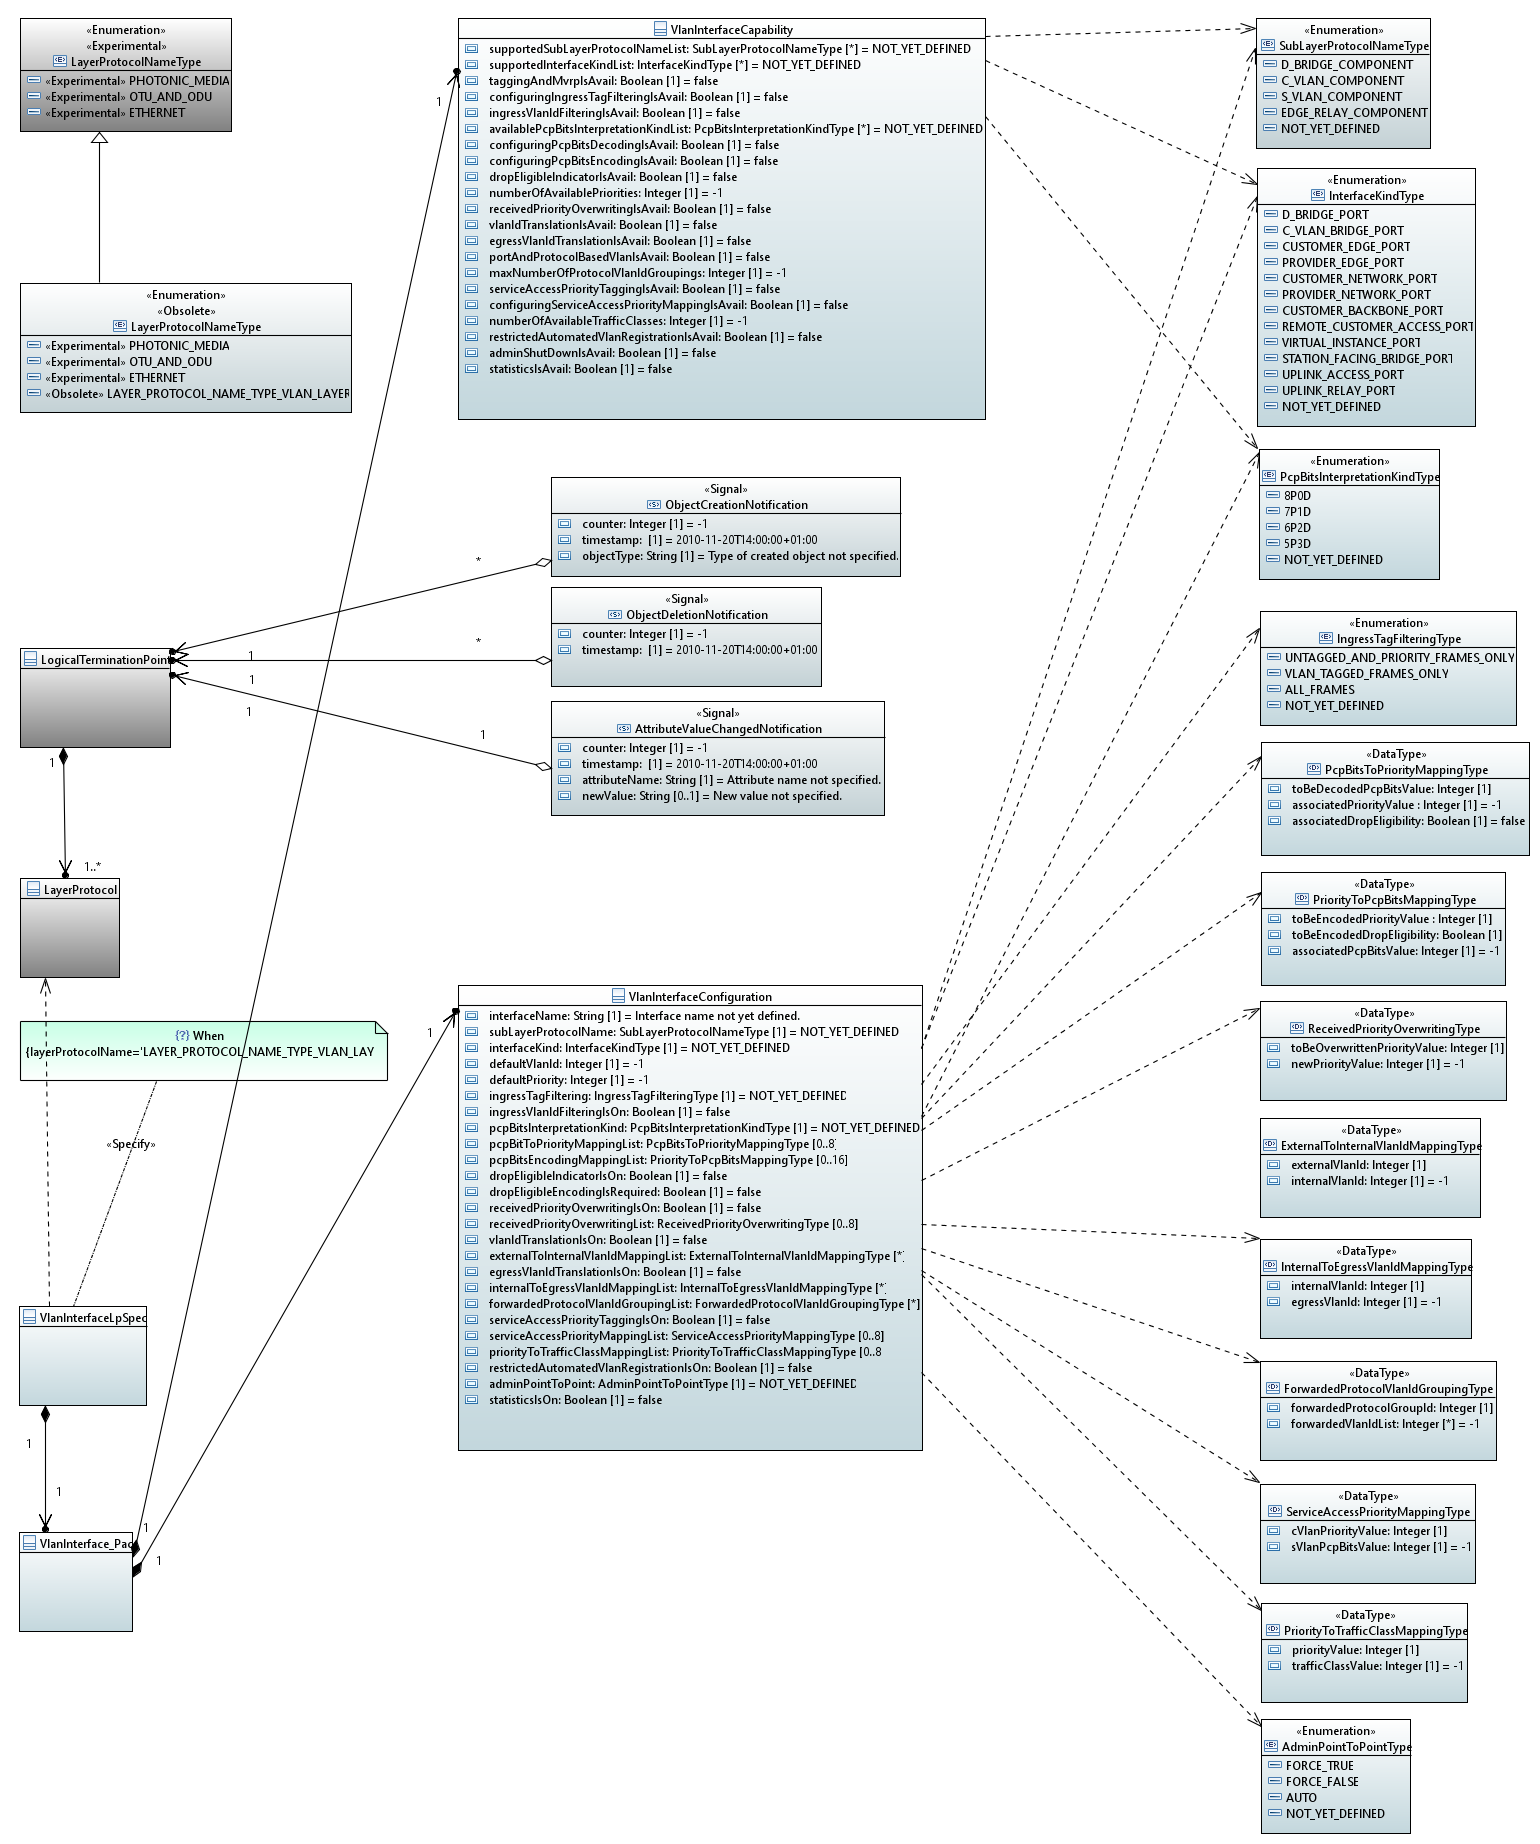 «Enumeration»
«Experimental»
LayerProtocolNameType
«Experimental» PHOTONIC_MEDIA
«Experimental» OTU_AND_ODU
«Experimental» ETHERNET
«Enumeration»
«Obsolete»
LayerProtocolNameType
«Experimental» PHOTONIC_MEDIA
«Experimental» OTU_AND_ODU
«Experimental» ETHERNET
«Obsolete» LAYER_PROTOCOL_NAME_TYPE_VLAN_LAYER
LogicalTerminationPoint
1
1..*
LayerProtocol
{?} When
{layerProtocolName='LAYER_PROTOCOL_NAME_TYPE_VLAN_LAY
«Specify»
VlanInterfaceLpSpec
1
1
VlanInterface_Pac
1
1
VlanInterfaceCapability
supportedSubLayerProtocolNameList: SubLayerProtocolNameType [*] = NOT_YET_DEFINED
supportedInterfaceKindList: InterfaceKindType [*] = NOT_YET_DEFINED
taggingAndMvrpIsAvail: Boolean [1] = false
configuringIngressTagFilteringIsAvail: Boolean [1] = false
ingressVlanIdFilteringIsAvail: Boolean [1] = false
availablePcpBitsInterpretationKindList: PcpBitsInterpretationKindType [*] = NOT_YET_DEFINED
configuringPcpBitsDecodingIsAvail: Boolean [1] = false
configuringPcpBitsEncodingIsAvail: Boolean [1] = false
dropEligibleIndicatorIsAvail: Boolean [1] = false
numberOfAvailablePriorities: Integer [1] = -1
receivedPriorityOverwritingIsAvail: Boolean [1] = false
vlanIdTranslationIsAvail: Boolean [1] = false
egressVlanIdTranslationIsAvail: Boolean [1] = false
portAndProtocolBasedVlanIsAvail: Boolean [1] = false
maxNumberOfProtocolVlanIdGroupings: Integer [1] = -1
serviceAccessPriorityTaggingIsAvail: Boolean [1] = false
configuringServiceAccessPriorityMappingIsAvail: Boolean [1] = false
numberOfAvailableTrafficClasses: Integer [1] = -1
restrictedAutomatedVlanRegistrationIsAvail: Boolean [1] = false
adminShutDownIsAvail: Boolean [1] = false
statisticsIsAvail: Boolean [1] = false
1
«Signal»
ObjectCreationNotification
counter: Integer [1] = -1
timestamp:  [1] = 2010-11-20T14:00:00+01:00
objectType: String [1] = Type of created object not specified.
*
«Signal»
ObjectDeletionNotification
counter: Integer [1] = -1
timestamp:  [1] = 2010-11-20T14:00:00+01:00
*
1
1
«Signal»
AttributeValueChangedNotification
counter: Integer [1] = -1
timestamp:  [1] = 2010-11-20T14:00:00+01:00
attributeName: String [1] = Attribute name not specified.
newValue: String [0..1] = New value not specified.
1
1
VlanInterfaceConfiguration
interfaceName: String [1] = Interface name not yet defined.
subLayerProtocolName: SubLayerProtocolNameType [1] = NOT_YET_DEFINED
interfaceKind: InterfaceKindType [1] = NOT_YET_DEFINED
defaultVlanId: Integer [1] = -1
defaultPriority: Integer [1] = -1
ingressTagFiltering: IngressTagFilteringType [1] = NOT_YET_DEFINED
ingressVlanIdFilteringIsOn: Boolean [1] = false
pcpBitsInterpretationKind: PcpBitsInterpretationKindType [1] = NOT_YET_DEFINED
pcpBitToPriorityMappingList: PcpBitsToPriorityMappingType [0..8]
pcpBitsEncodingMappingList: PriorityToPcpBitsMappingType [0..16]
dropEligibleIndicatorIsOn: Boolean [1] = false
dropEligibleEncodingIsRequired: Boolean [1] = false
receivedPriorityOverwritingIsOn: Boolean [1] = false
receivedPriorityOverwritingList: ReceivedPriorityOverwritingType [0..8]
vlanIdTranslationIsOn: Boolean [1] = false
externalToInternalVlanIdMappingList: ExternalToInternalVlanIdMappingType [*]
egressVlanIdTranslationIsOn: Boolean [1] = false
internalToEgressVlanIdMappingList: InternalToEgressVlanIdMappingType [*]
forwardedProtocolVlanIdGroupingList: ForwardedProtocolVlanIdGroupingType [*]
serviceAccessPriorityTaggingIsOn: Boolean [1] = false
serviceAccessPriorityMappingList: ServiceAccessPriorityMappingType [0..8]
priorityToTrafficClassMappingList: PriorityToTrafficClassMappingType [0..8
restrictedAutomatedVlanRegistrationIsOn: Boolean [1] = false
adminPointToPoint: AdminPointToPointType [1] = NOT_YET_DEFINED
statisticsIsOn: Boolean [1] = false
1
«Enumeration»
SubLayerProtocolNameType
D_BRIDGE_COMPONENT
C_VLAN_COMPONENT
S_VLAN_COMPONENT
EDGE_RELAY_COMPONENT
NOT_YET_DEFINED
«Enumeration»
InterfaceKindType
D_BRIDGE_PORT
C_VLAN_BRIDGE_PORT
CUSTOMER_EDGE_PORT
PROVIDER_EDGE_PORT
CUSTOMER_NETWORK_PORT
PROVIDER_NETWORK_PORT
CUSTOMER_BACKBONE_PORT
REMOTE_CUSTOMER_ACCESS_PORT
VIRTUAL_INSTANCE_PORT
STATION_FACING_BRIDGE_PORT
UPLINK_ACCESS_PORT
UPLINK_RELAY_PORT
NOT_YET_DEFINED
«Enumeration»
PcpBitsInterpretationKindType
8P0D
7P1D
6P2D
5P3D
NOT_YET_DEFINED
«Enumeration»
IngressTagFilteringType
UNTAGGED_AND_PRIORITY_FRAMES_ONLY
VLAN_TAGGED_FRAMES_ONLY
ALL_FRAMES
NOT_YET_DEFINED
«DataType»
PcpBitsToPriorityMappingType
toBeDecodedPcpBitsValue: Integer [1]
associatedPriorityValue : Integer [1] = -1
associatedDropEligibility: Boolean [1] = false
«DataType»
PriorityToPcpBitsMappingType
toBeEncodedPriorityValue : Integer [1]
toBeEncodedDropEligibility: Boolean [1]
associatedPcpBitsValue: Integer [1] = -1
«DataType»
ReceivedPriorityOverwritingType
toBeOverwrittenPriorityValue: Integer [1]
newPriorityValue: Integer [1] = -1
«DataType»
ExternalToInternalVlanIdMappingType
externalVlanId: Integer [1]
internalVlanId: Integer [1] = -1
«DataType»
InternalToEgressVlanIdMappingType
internalVlanId: Integer [1]
egressVlanId: Integer [1] = -1
«DataType»
ForwardedProtocolVlanIdGroupingType
forwardedProtocolGroupId: Integer [1]
forwardedVlanIdList: Integer [*] = -1
«DataType»
ServiceAccessPriorityMappingType
cVlanPriorityValue: Integer [1]
sVlanPcpBitsValue: Integer [1] = -1
«DataType»
PriorityToTrafficClassMappingType
priorityValue: Integer [1]
trafficClassValue: Integer [1] = -1
«Enumeration»
AdminPointToPointType
FORCE_TRUE
FORCE_FALSE
AUTO
NOT_YET_DEFINED